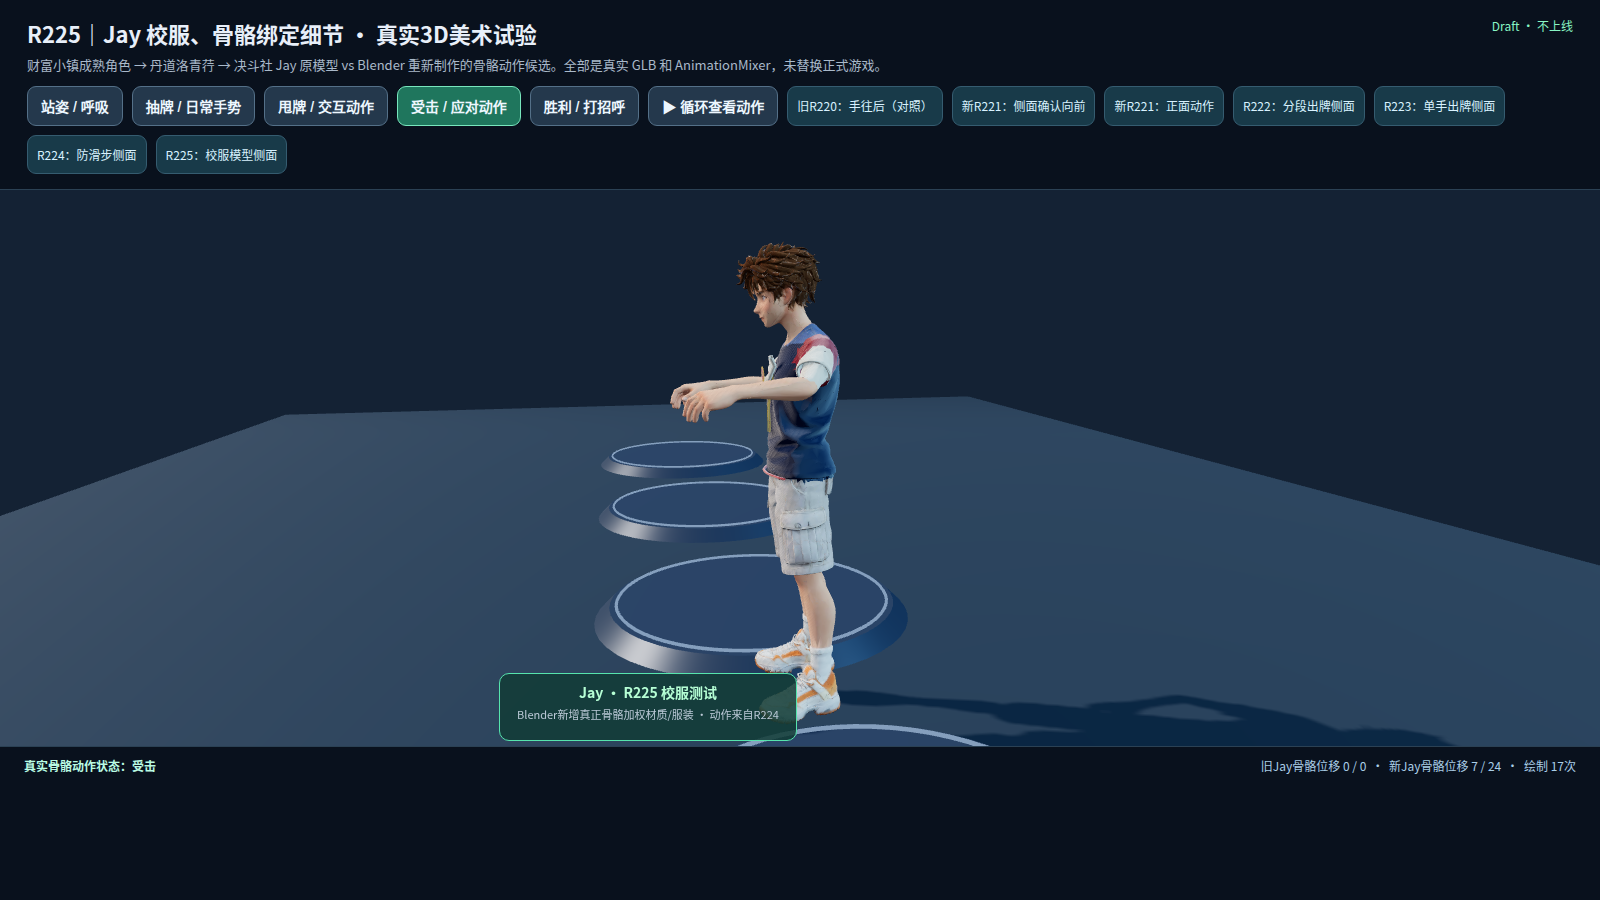 R225｜Jay 校服、骨骼绑定细节 · 真实3D美术试验
Draft · 不上线
财富小镇成熟角色 → 丹道洛青荇 → 决斗社 Jay 原模型 vs Blender 重新制作的骨骼动作候选。全部是真实 GLB 和 AnimationMixer，未替换正式游戏。
站姿 / 呼吸
抽牌 / 日常手势
甩牌 / 交互动作
受击 / 应对动作
胜利 / 打招呼
▶ 循环查看动作
旧R220：手往后（对照）
新R221：侧面确认向前
新R221：正面动作
R222：分段出牌侧面
R223：单手出牌侧面
R224：防滑步侧面
R225：校服模型侧面
Jay · R225 校服测试
Blender新增真正骨骼加权材质/服装 · 动作来自R224
真实骨骼动作状态：受击
旧Jay骨骼位移 0 / 0 · 新Jay骨骼位移 7 / 24 · 绘制 17次